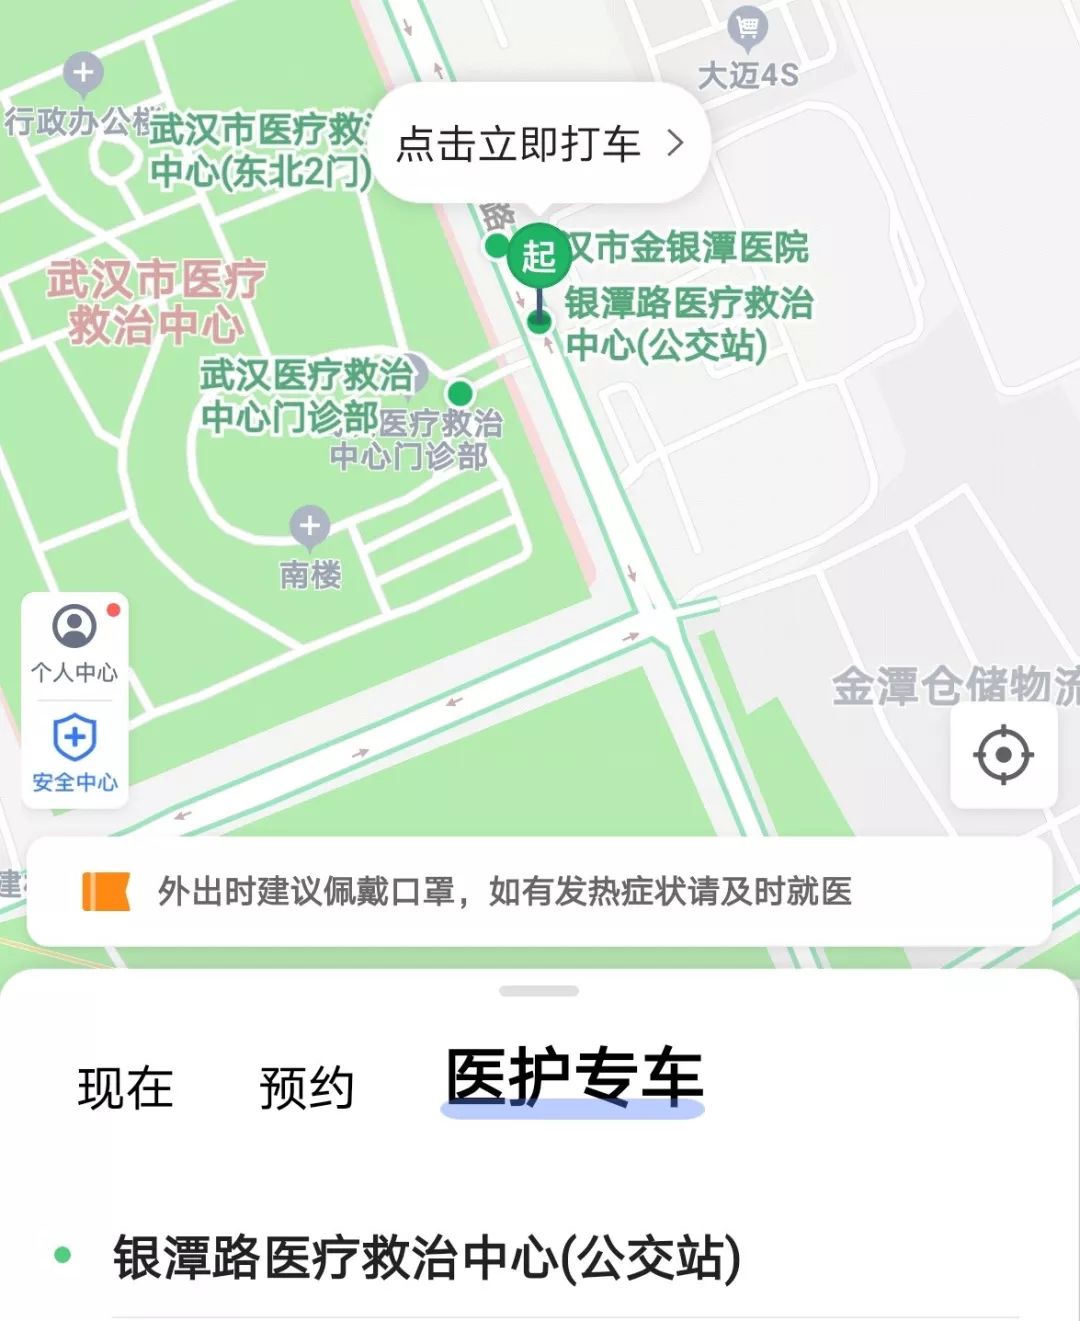 大迈4S
行政办公楼
武汉市医疗救
中心(东北2门)
点击立即打车
路
起
汉市金银潭医院
武汉市医疗
救治中心
银潭路医疗救治
中心(公交站)
武汉医疗救治
中心门诊部
医疗救治
中心门诊部
南楼
个人中心
安全中心
金潭仓储物流
建
外出时建议佩戴口罩，如有发热症状请及时就医
现在
预约
医护专车
银潭路医疗救治中心(公交站)